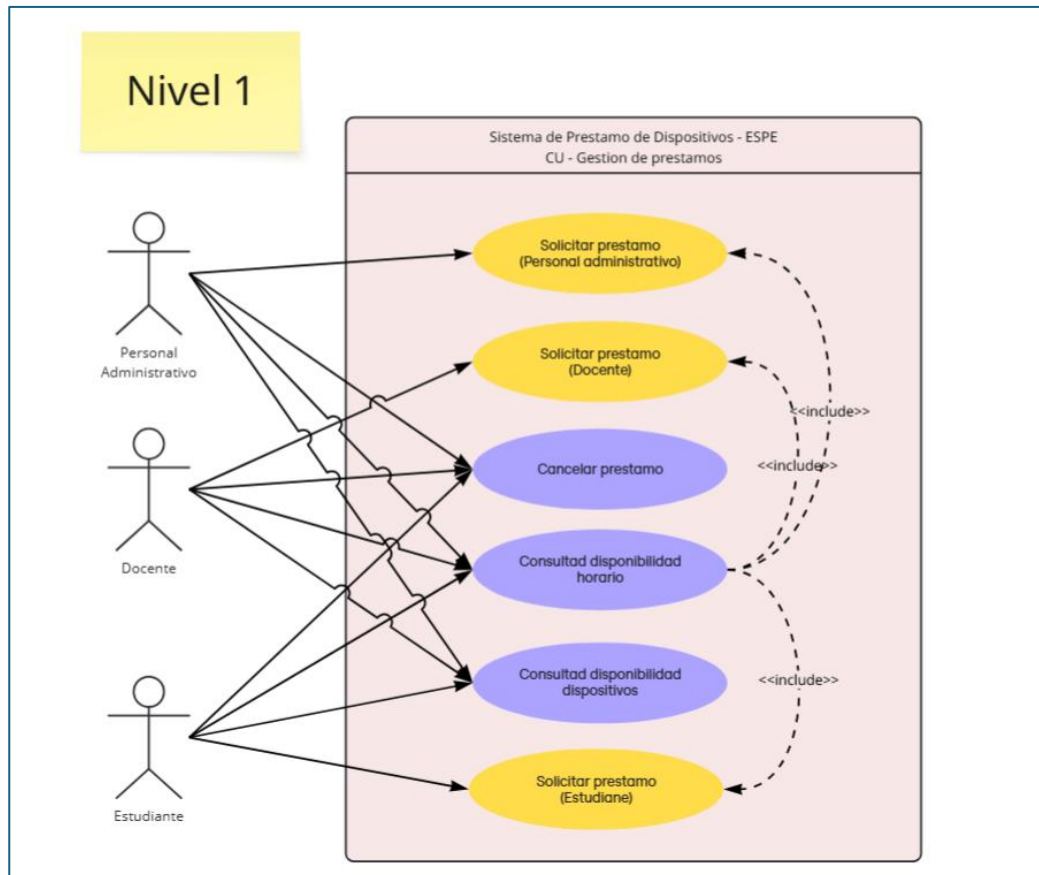 Nivel 1
Sistema de Prestamo de Dispositivos - ESPE
CU - Gestion de prestamos
Solicitar prestamo
(Personal administrativo)
Personal
Administrativo
Solicitar prestamo
(Docente)
<<include>>
Cancelar prestamo
<<include>>
Docente
Consultad disponibilidad
horario
Consultad disponibilidad
dispositivos
<<include>>
Solicitar prestamo
(Estudiane)
Estudiante